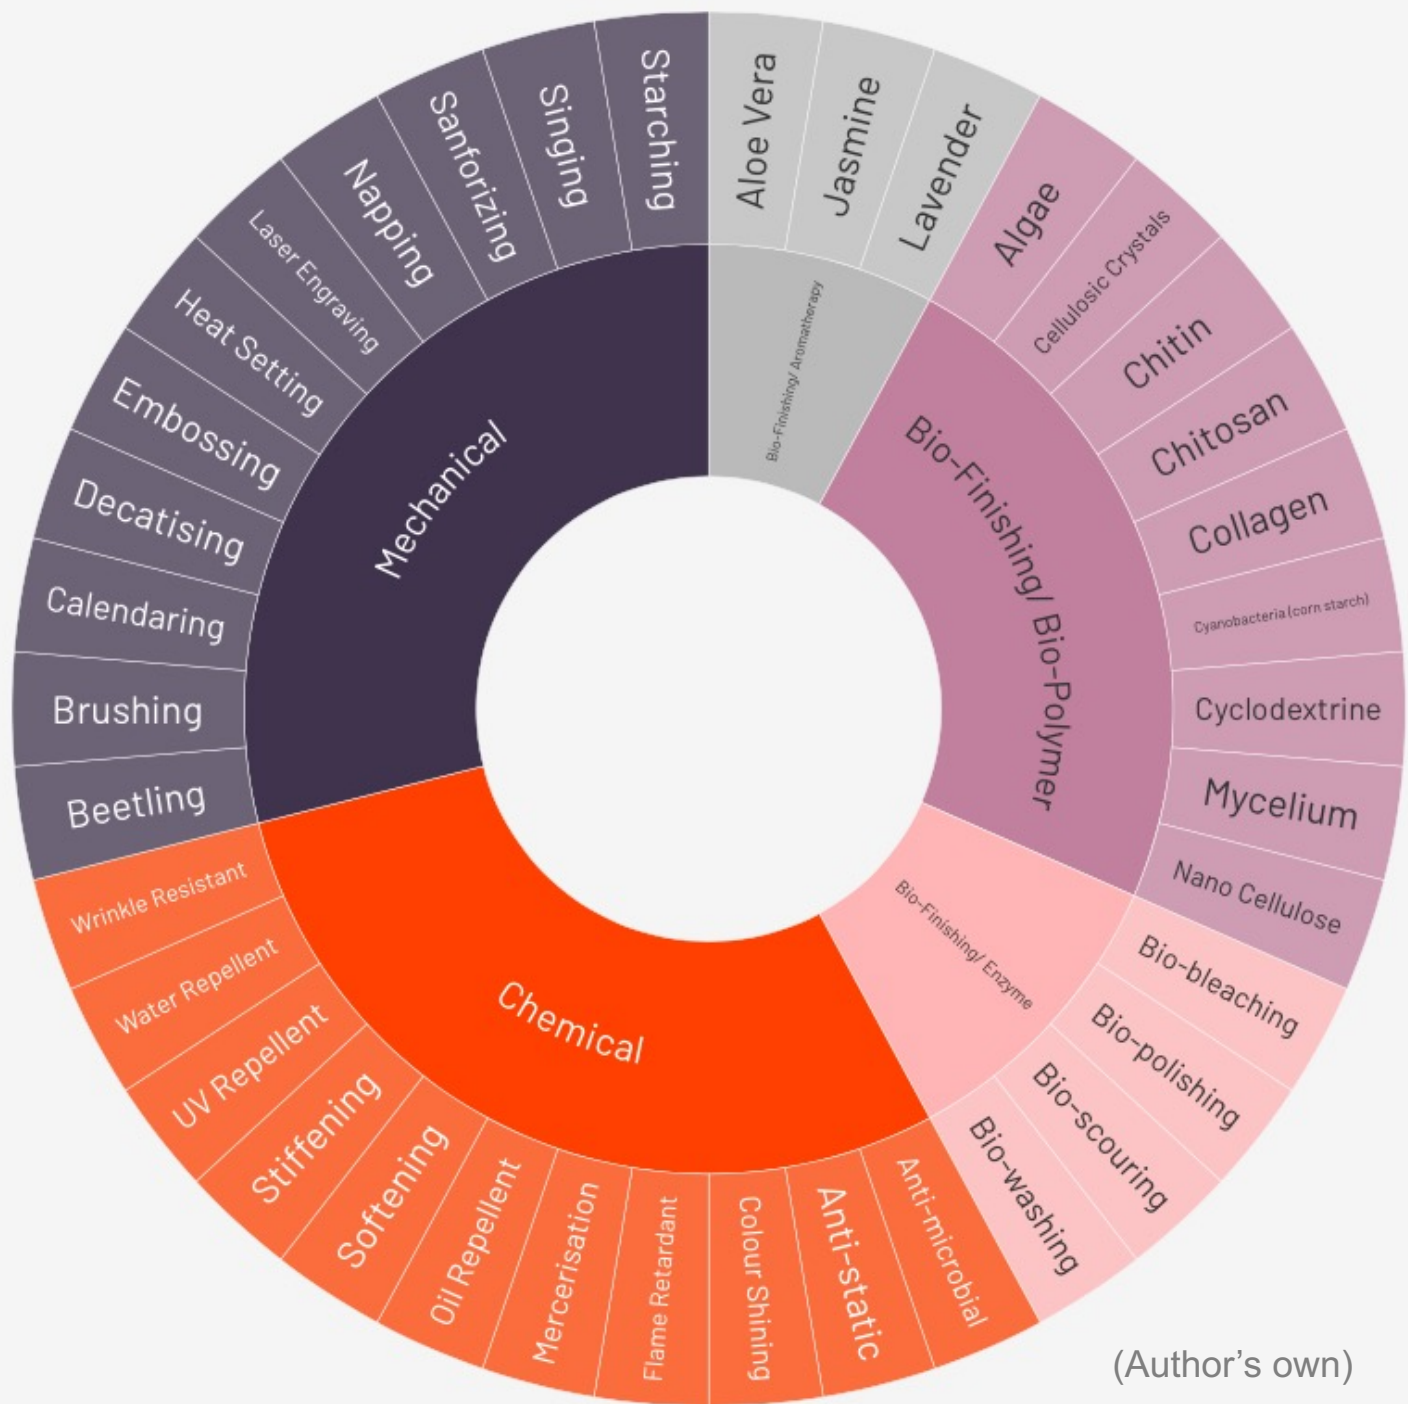 Bio-Finishing/ Aromatherapy
Aloe Vera
Jasmine
Lavender
Bio-Finishing/ Bio-Polymer
Algae
Cellulosic Crystals
Chitin
Chitosan
Collagen
Cyanobacteria (corn starch)
Cyclodextrine
Mycelium
Nano Cellulose
Bio-Finishing/ Enzyme
Bio-bleaching
Bio-polishing
Bio-scouring
Bio-washing
Chemical
Anti-microbial
Anti-static
Colour Shining
Flame Retardant
Mercerisation
Oil Repellent
Softening
Stiffening
UV Repellent
Water Repellent
Wrinkle Resistant
Mechanical
Beetling
Brushing
Calendaring
Decatising
Embossing
Heat Setting
Laser Engraving
Napping
Sanforizing
Singing
Starching
(Author's own)